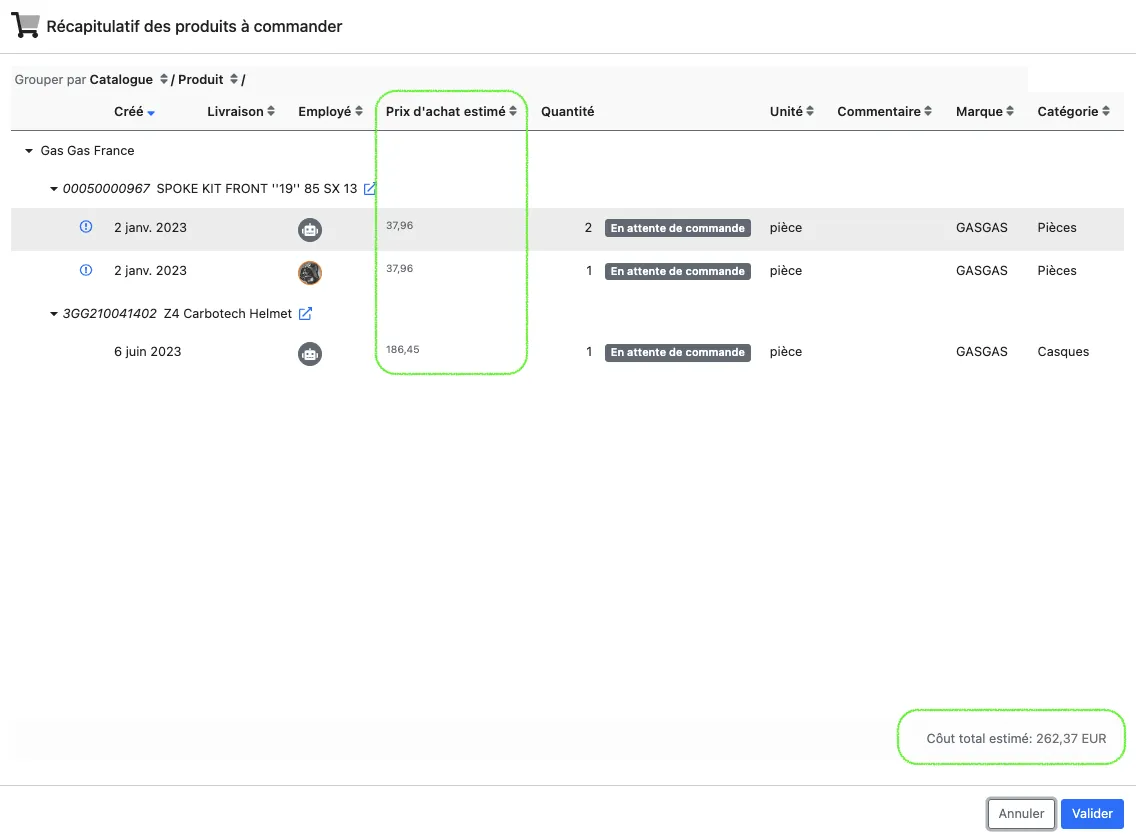 Récapitulatif des produits à commander
Grouper par Catalogue / Produit /
Créé Livraison Employé Prix d'achat estimé Quantité Unité Commentaire Marque Catégorie
Gas Gas France
00050000967 SPOKE KIT FRONT ''19'' 85 SX 13
2 janv. 2023 37,96 2 En attente de commande pièce GASGAS Pièces
2 janv. 2023 37,96 1 En attente de commande pièce GASGAS Pièces
3GG210041402 Z4 Carbotech Helmet
6 juin 2023 186,45 1 En attente de commande pièce GASGAS Casques
Côut total estimé: 262,37 EUR
Annuler Valider